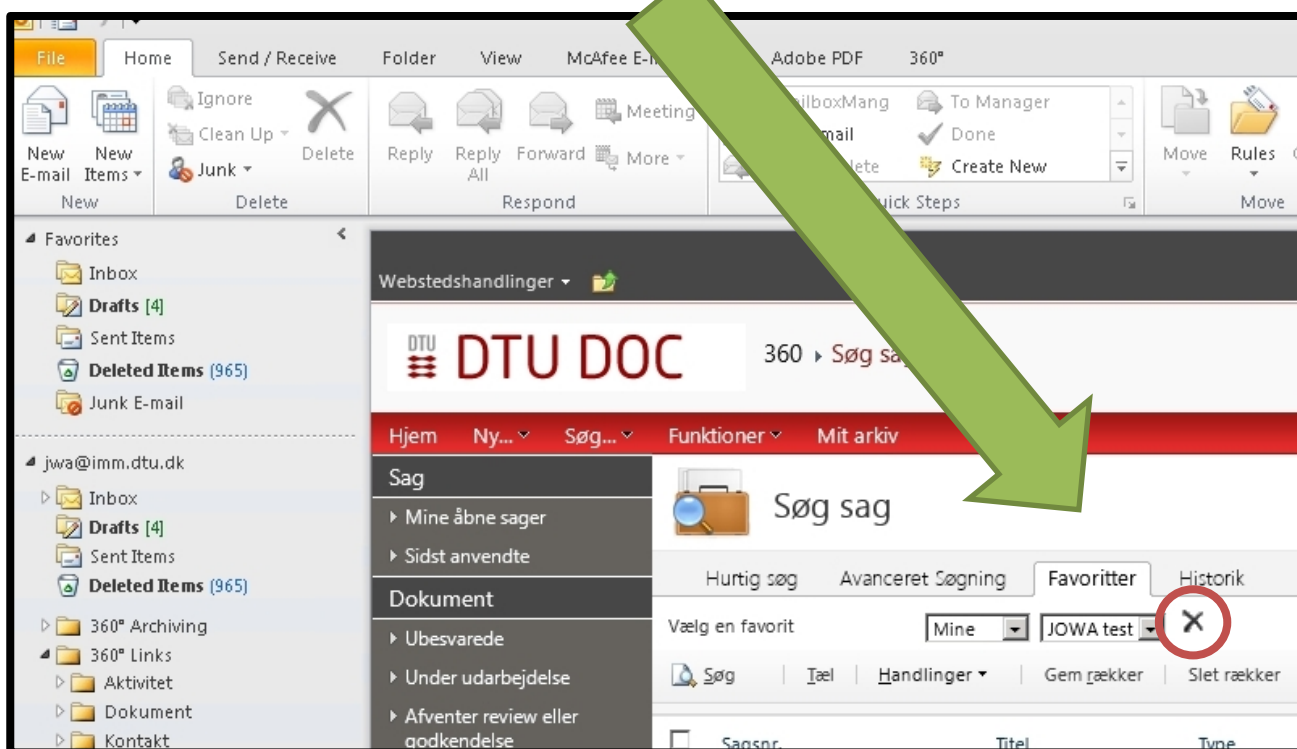 File Home Send / Receive Folder View McAfee E- Adobe PDF 360°
New E-mail
New Items
Ignore
Clean Up
Junk
Delete
Reply
Reply All
Forward
Meeting
More
To Manager
Done
Create New
Move
Rules
New Delete Respond Steps Move
Favorites
Inbox
Drafts [4]
Sent Items
Deleted Items (965)
Junk E-mail
jwa@imm.dtu.dk
Inbox
Drafts [4]
Sent Items
Deleted Items (965)
360° Archiving
360° Links
Aktivitet
Dokument
Kontakt
Webstedshandlinger
DTU
DTU DOC
360 Søg
Hjem Ny... Søg... Funktioner Mit arkiv
Sag
Mine åbne sager
Sidst anvendte
Dokument
Ubesvarede
Under udarbejdelse
Afventer review eller
godkendelse
Søg sag
Hurtig søg Avanceret Søgning Favoritter Historik
Vælg en favorit Mine JOWA test
Søg Tæl Handlinger Gem rækker Slet rækker
Sagsnr. Titel Type